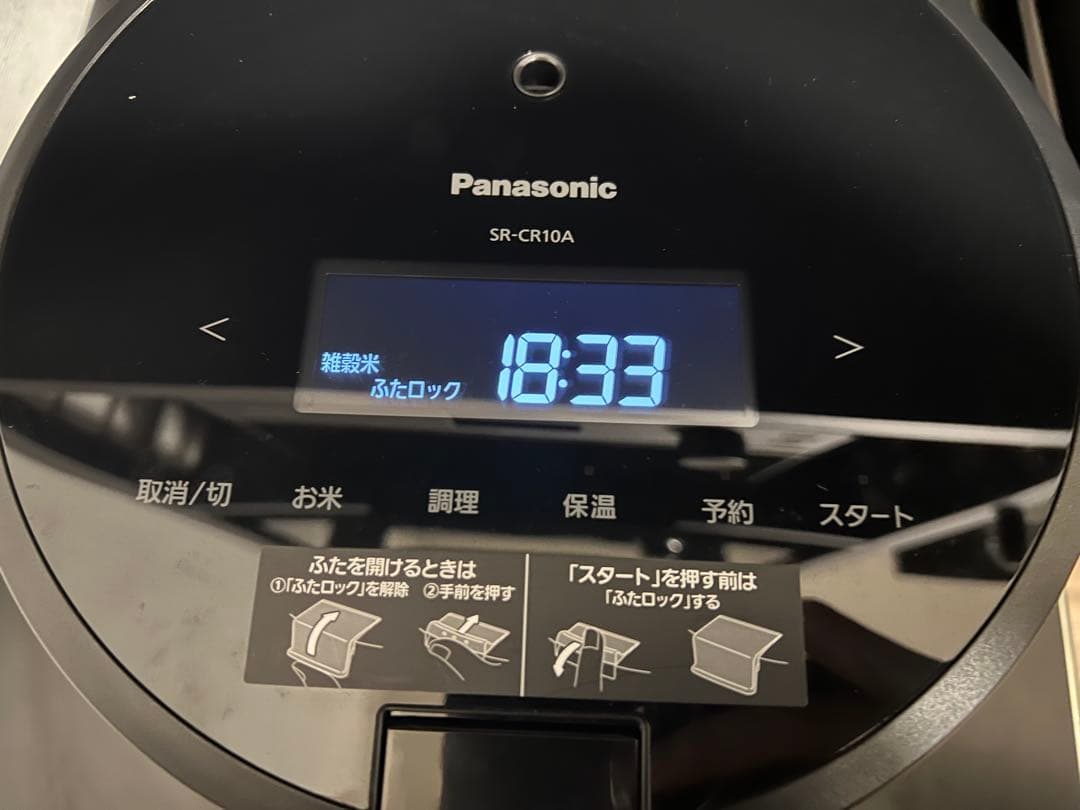 Panasonic
SR-CR10A
<
>
雑穀米
ふたロック
18:33
取消/切 お米 調理 保温 予約 スタート
ふたを開けるときは
①「ふたロック」を解除 ②手前を押す
「スタート」を押す前は
「ふたロック」する